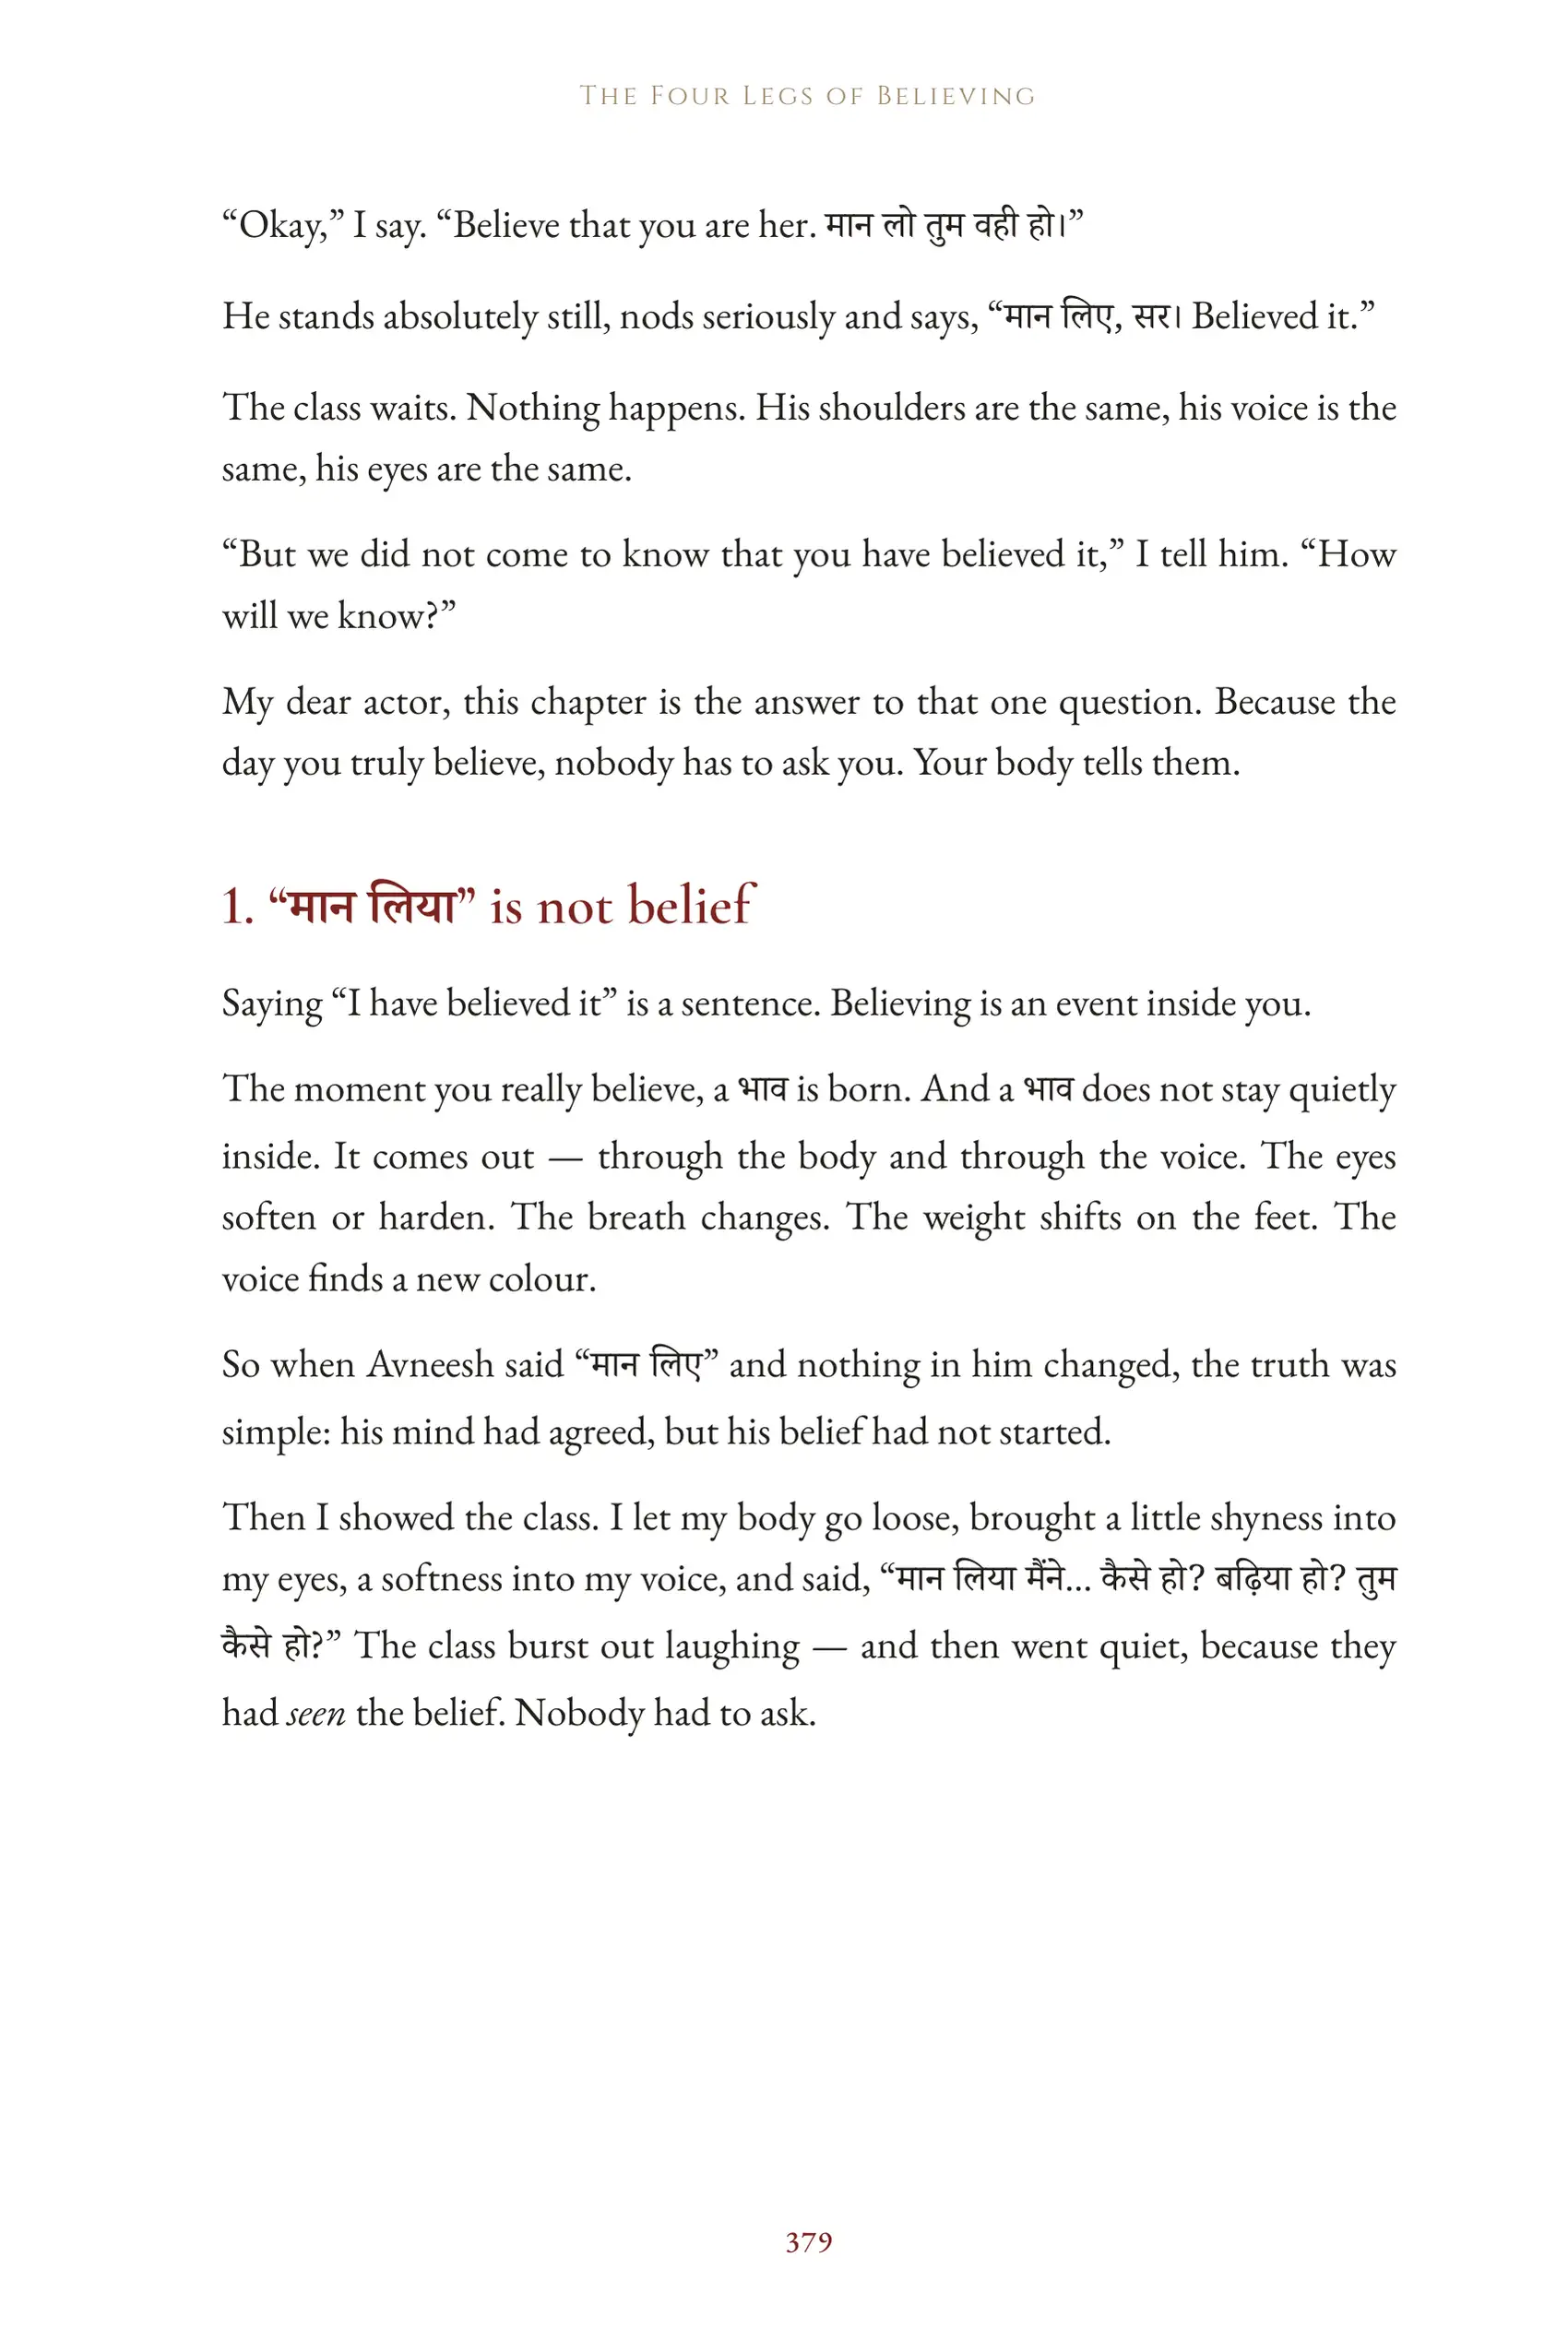 The Four Legs of Believing
“Okay,” I say. “Believe that you are her. मान लो तुम वही हो।”
He stands absolutely still, nods seriously and says, “मान लिए, सर। Believed it.”
The class waits. Nothing happens. His shoulders are the same, his voice is the
same, his eyes are the same.
“But we did not come to know that you have believed it,” I tell him. “How
will we know?”
My dear actor, this chapter is the answer to that one question. Because the
day you truly believe, nobody has to ask you. Your body tells them.
1. “मान लिया” is not belief
Saying “I have believed it” is a sentence. Believing is an event inside you.
The moment you really believe, a भाव is born. And a भाव does not stay quietly
inside. It comes out — through the body and through the voice. The eyes
soften or harden. The breath changes. The weight shifts on the feet. The
voice finds a new colour.
So when Avneesh said “मान लिए” and nothing in him changed, the truth was
simple: his mind had agreed, but his belief had not started.
Then I showed the class. I let my body go loose, brought a little shyness into
my eyes, a softness into my voice, and said, “मान लिया मैंने... कैसे हो? बढ़िया हो? तुम
कैसे हो?” The class burst out laughing — and then went quiet, because they
had seen the belief. Nobody had to ask.
379